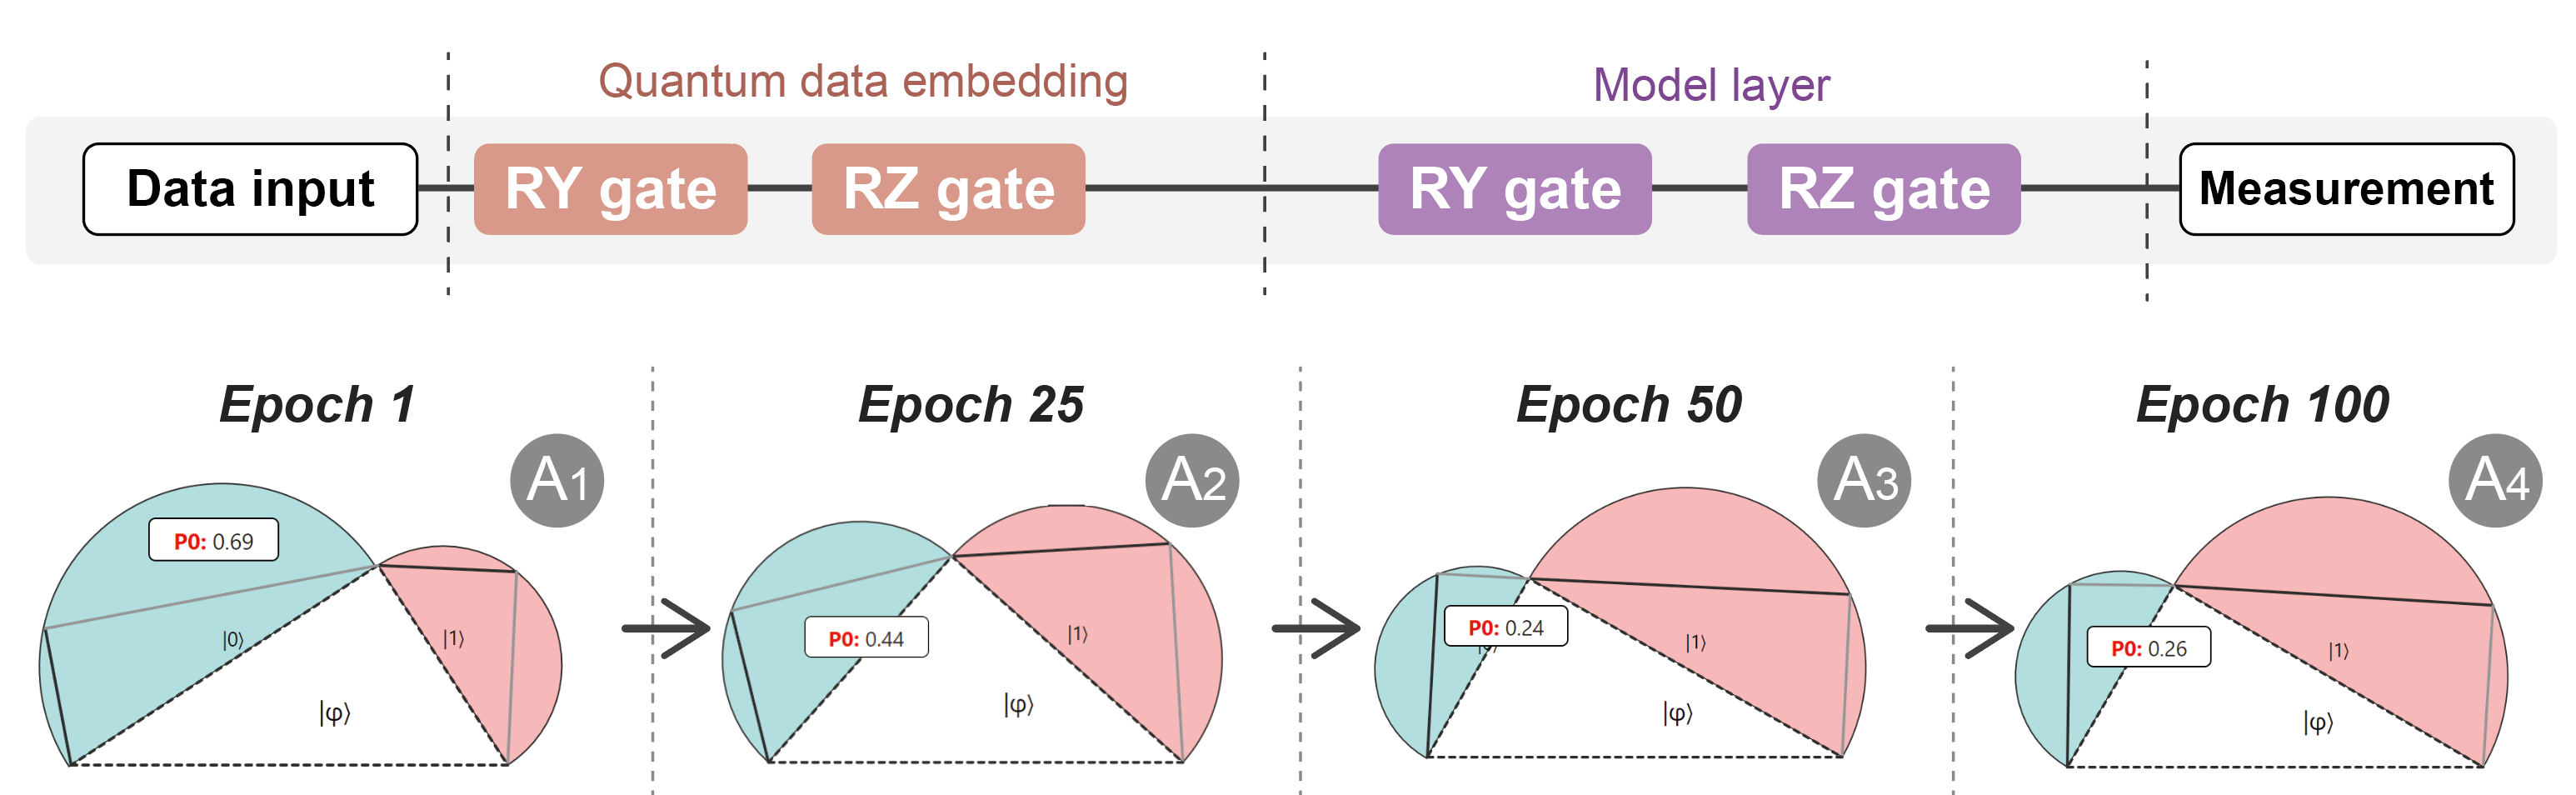 Quantum data embedding
Model layer
Data input
RY gate
RZ gate
RY gate
RZ gate
Measurement
Epoch 1
Epoch 25
Epoch 50
Epoch 100
A1
A2
A3
A4
P0: 0.69
|0⟩
|1⟩
|φ⟩
P0: 0.44
|1⟩
|φ⟩
P0: 0.24
|1⟩
|φ⟩
P0: 0.26
|1⟩
|φ⟩